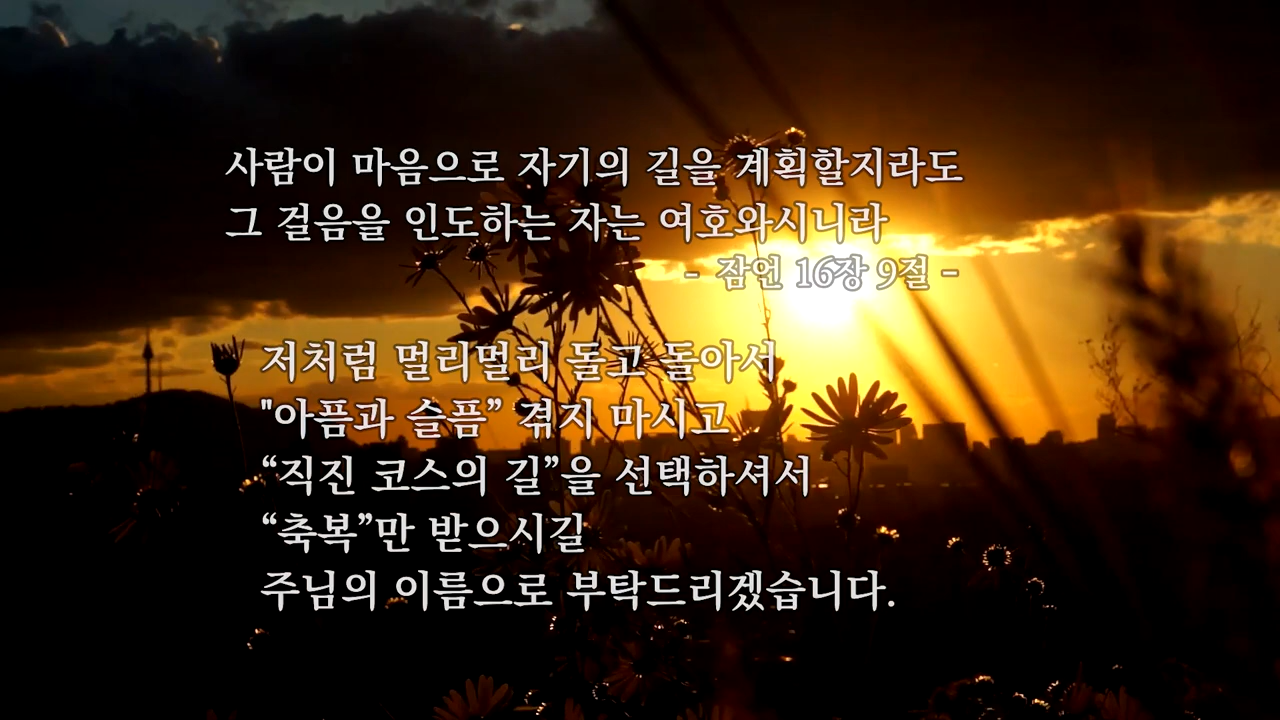 사람이 마음으로 자기의 길을 계획할지라도
그 걸음을 인도하는 자는 여호와시니라
- 잠언 16장 9절 -
저처럼 멀리멀리 돌고 돌아서
"아픔과 슬픔” 겪지 마시고
“직진 코스의 길”을 선택하셔서
“축복”만 받으시길
주님의 이름으로 부탁드리겠습니다.